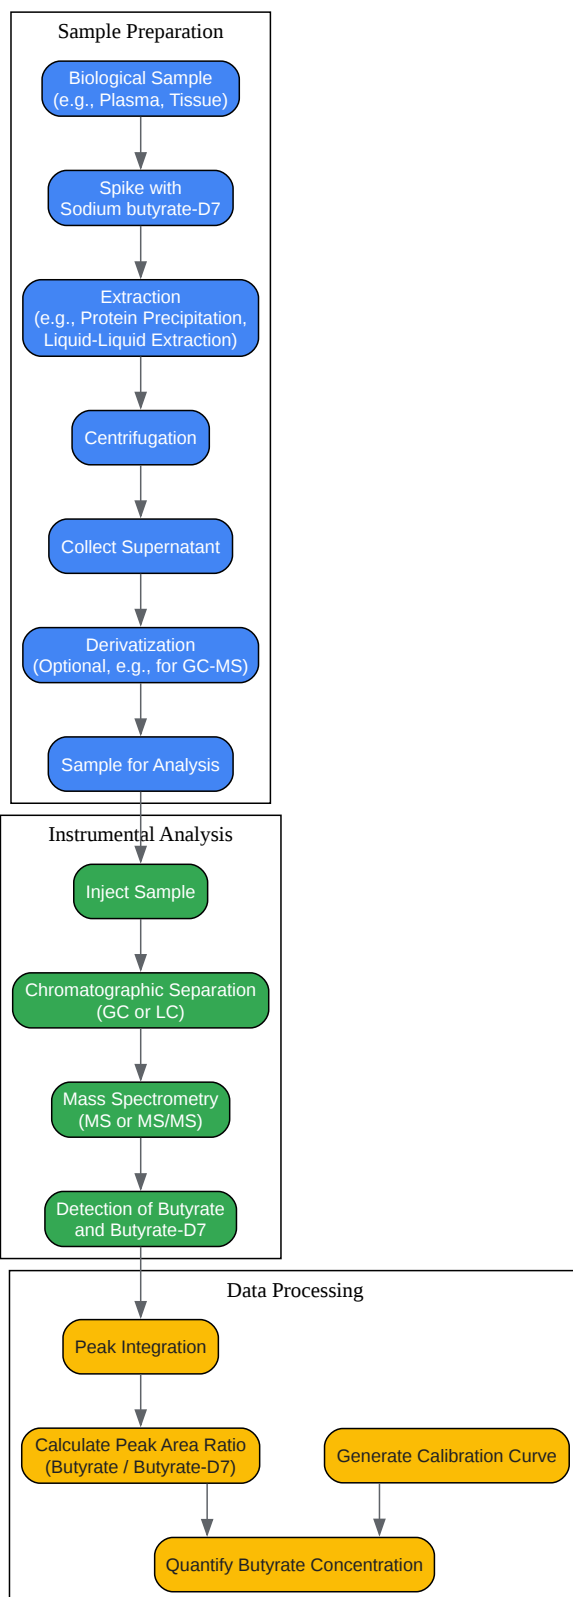 Sample Preparation
Biological Sample
(e.g., Plasma, Tissue)
Spike with
Sodium butyrate-D7
Extraction
(e.g., Protein Precipitation,
Liquid-Liquid Extraction)
Centrifugation
Collect Supernatant
Derivatization
(Optional, e.g., for GC-MS)
Sample for Analysis
Instrumental Analysis
Inject Sample
Chromatographic Separation
(GC or LC)
Mass Spectrometry
(MS or MS/MS)
Detection of Butyrate
and Butyrate-D7
Data Processing
Peak Integration
Calculate Peak Area Ratio
(Butyrate / Butyrate-D7)
Generate Calibration Curve
Quantify Butyrate Concentration